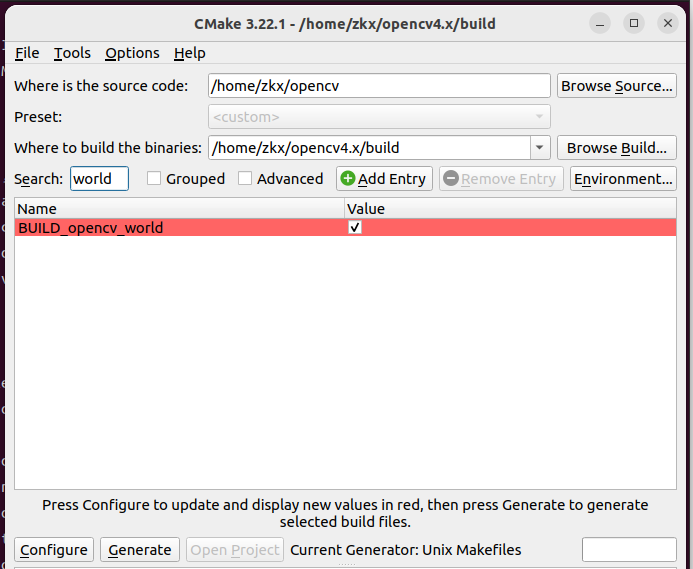 CMake 3.22.1 - /home/zkx/opencv4.x/build
File Tools Options Help
Where is the source code: /home/zkx/opencv Browse Source...
Preset: <custom>
Where to build the binaries: /home/zkx/opencv4.x/build Browse Build...
Search: world Grouped Advanced Add Entry Remove Entry Environment...
Name Value
BUILD_opencv_world
Press Configure to update and display new values in red, then press Generate to generate
selected build files.
Configure Generate Open Project Current Generator: Unix Makefiles